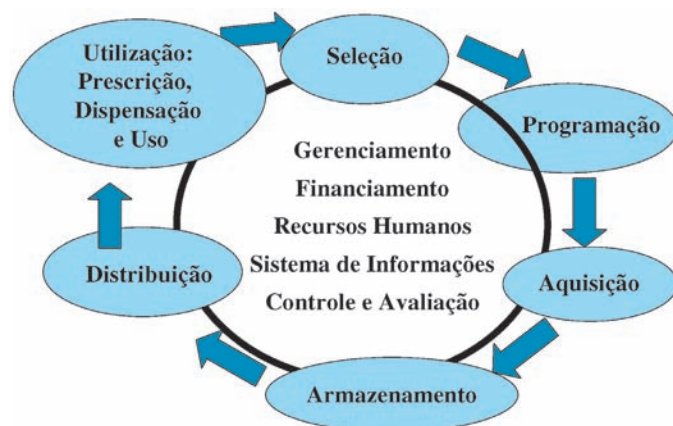 Utilização:
Prescrição,
Dispensação
e Uso
Seleção
Programação
Aquisição
Armazenamento
Distribuição
Gerenciamento
Financiamento
Recursos Humanos
Sistema de Informações
Controle e Avaliação